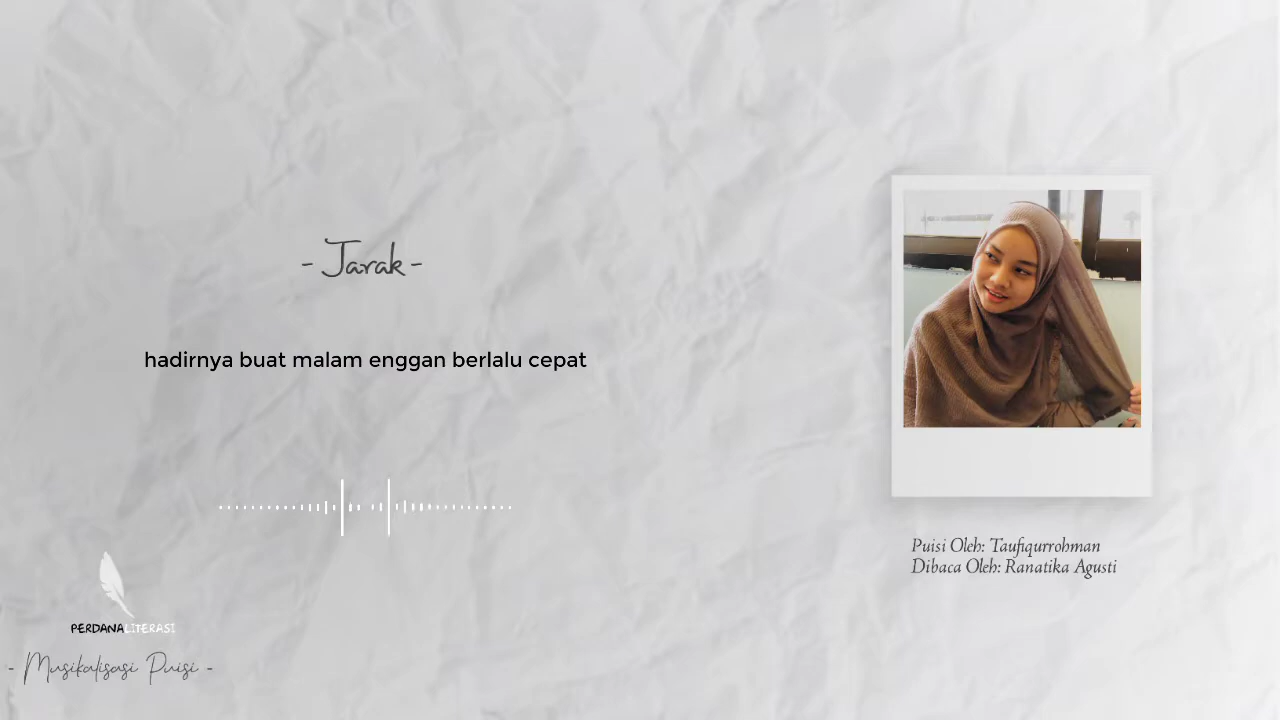 - Jarak -
hadirnya buat malam enggan berlalu cepat
Puisi Oleh: Taufiqurrohman
Dibaca Oleh: Ranatika Agusti
PERDANALITERASI
- Musikalisasi Puisi -